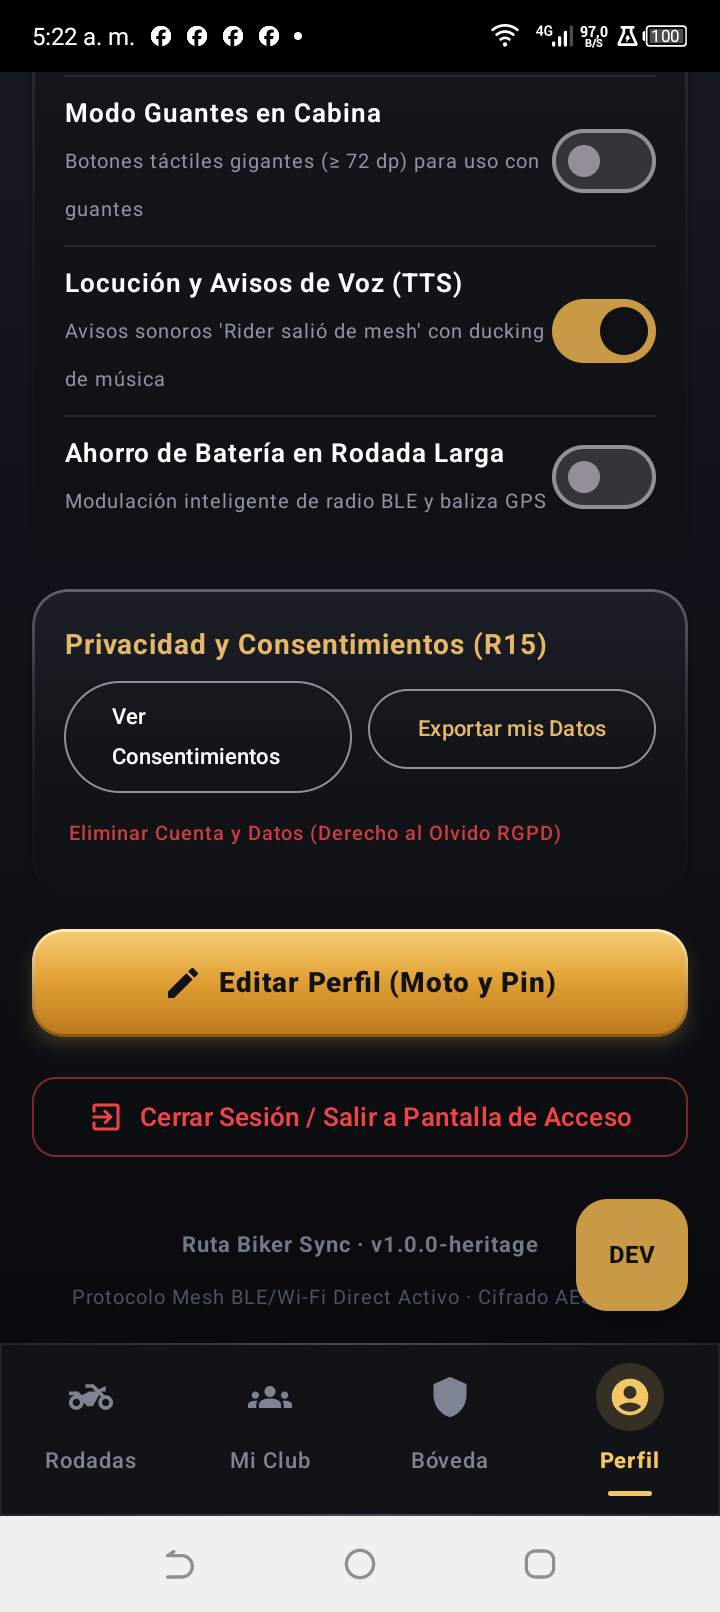 5:22 a. m.
4G 97,0 B/S 100
Modo Guantes en Cabina
Botones táctiles gigantes (≥ 72 dp) para uso con
guantes
Locución y Avisos de Voz (TTS)
Avisos sonoros 'Rider salió de mesh' con ducking
de música
Ahorro de Batería en Rodada Larga
Modulación inteligente de radio BLE y baliza GPS
Privacidad y Consentimientos (R15)
Ver
Consentimientos
Exportar mis Datos
Eliminar Cuenta y Datos (Derecho al Olvido RGPD)
Editar Perfil (Moto y Pin)
Cerrar Sesión / Salir a Pantalla de Acceso
Ruta Biker Sync · v1.0.0-heritage
DEV
Protocolo Mesh BLE/Wi-Fi Direct Activo · Cifrado
Rodadas
Mi Club
Bóveda
Perfil